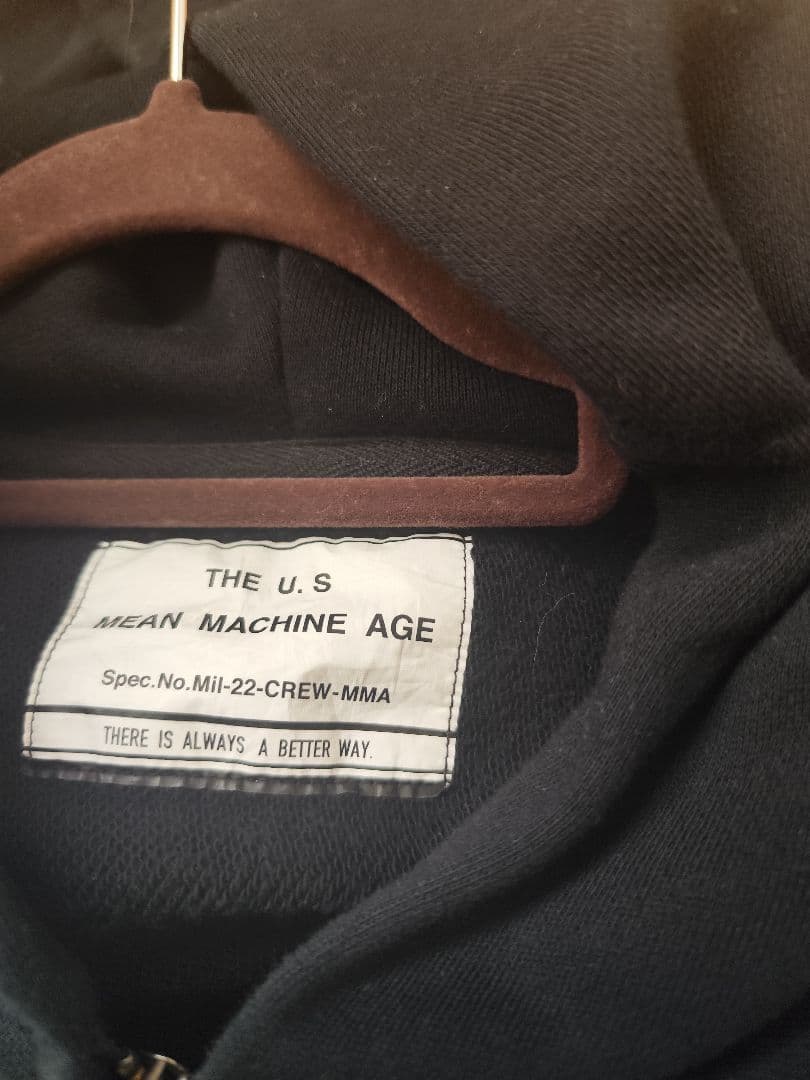 THE U. S
MEAN MACHINE AGE
Spec.No.Mil-22-CREW-MMA
THERE IS ALWAYS A BETTER WAY.